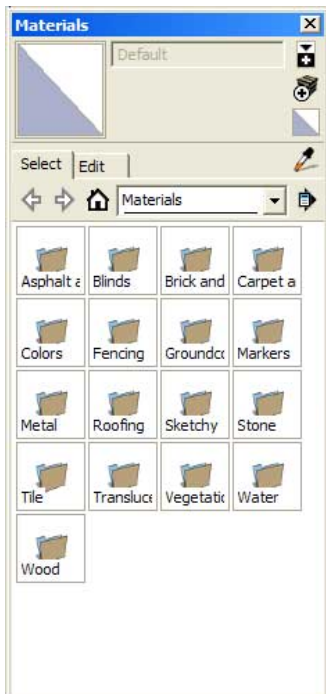 Materials
Default
Select Edit
Materials
Asphalt a Blinds Brick and Carpet a
Colors Fencing Groundco Markers
Metal Roofing Sketchy Stone
Tile Transluce Vegetatic Water
Wood